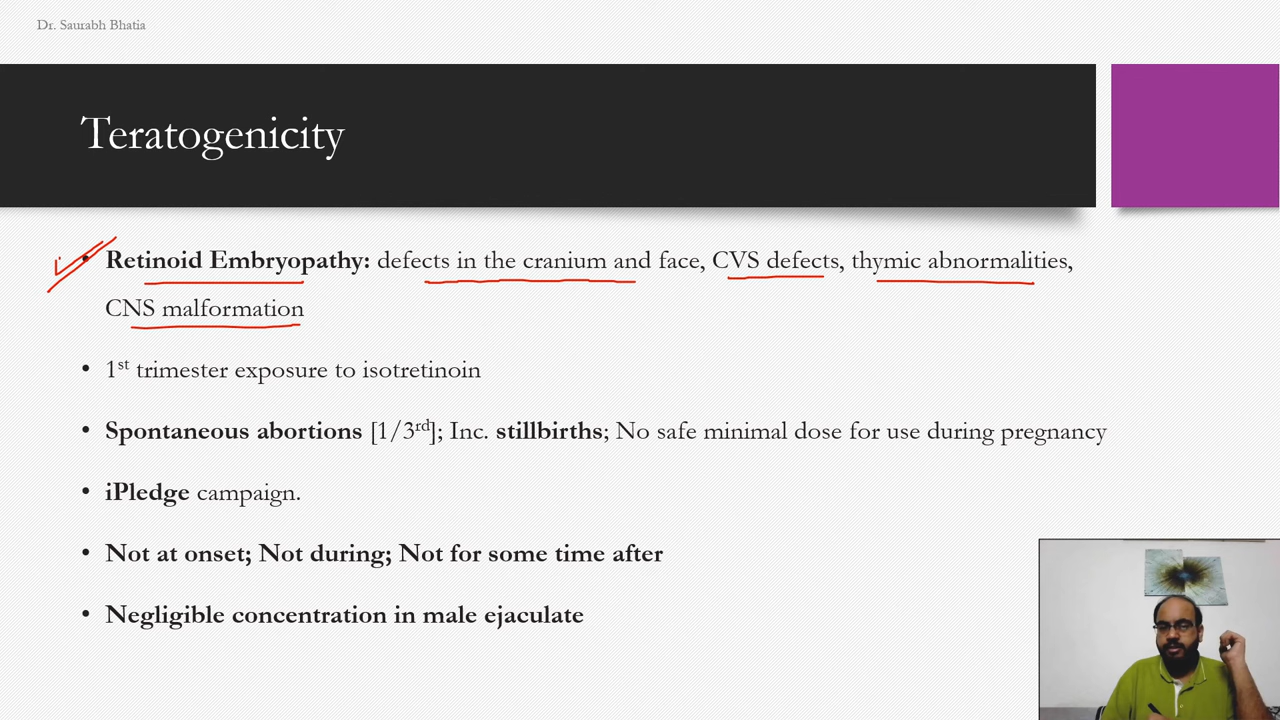 Dr. Saurabh Bhatia
Teratogenicity
• Retinoid Embryopathy: defects in the cranium and face, CVS defects, thymic abnormalities,
CNS malformation
• 1st trimester exposure to isotretinoin
• Spontaneous abortions [1/3rd]; Inc. stillbirths; No safe minimal dose for use during pregnancy
• iPledge campaign.
• Not at onset; Not during; Not for some time after
• Negligible concentration in male ejaculate